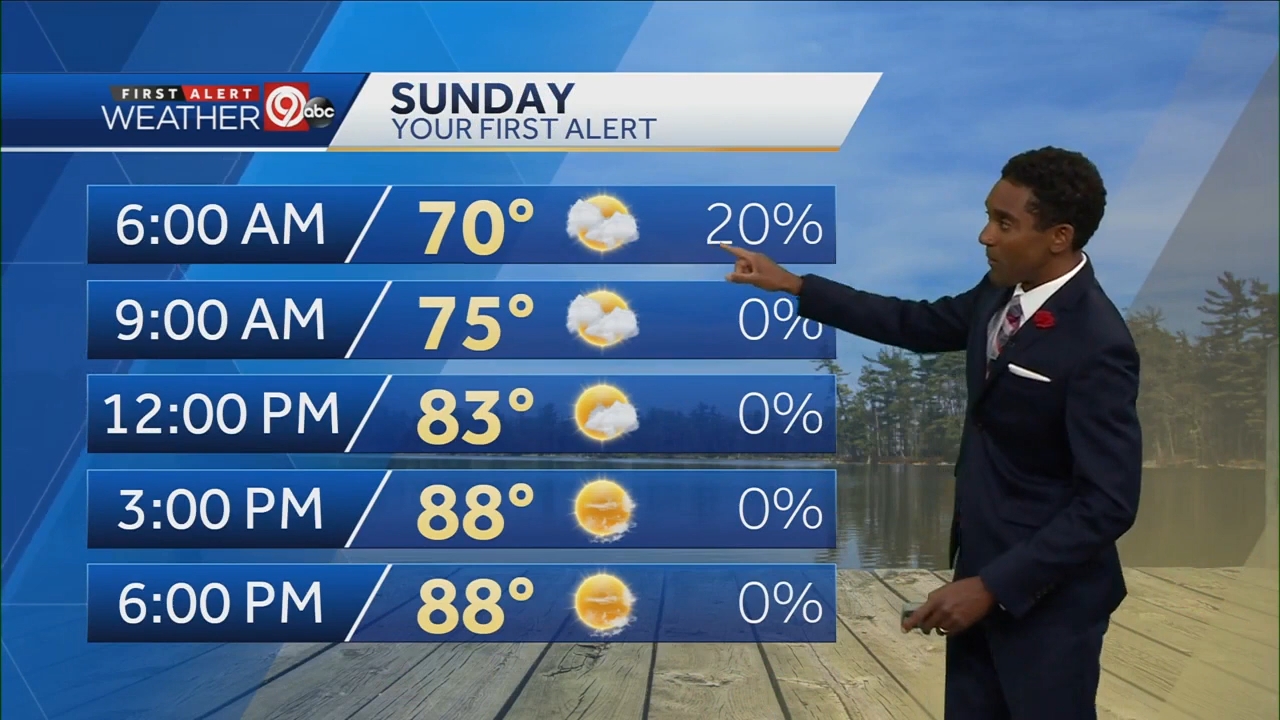 FIRST ALERT
WEATHER 9 abc
SUNDAY
YOUR FIRST ALERT
6:00 AM 70° 20%
9:00 AM 75° 0%
12:00 PM 83° 0%
3:00 PM 88° 0%
6:00 PM 88° 0%